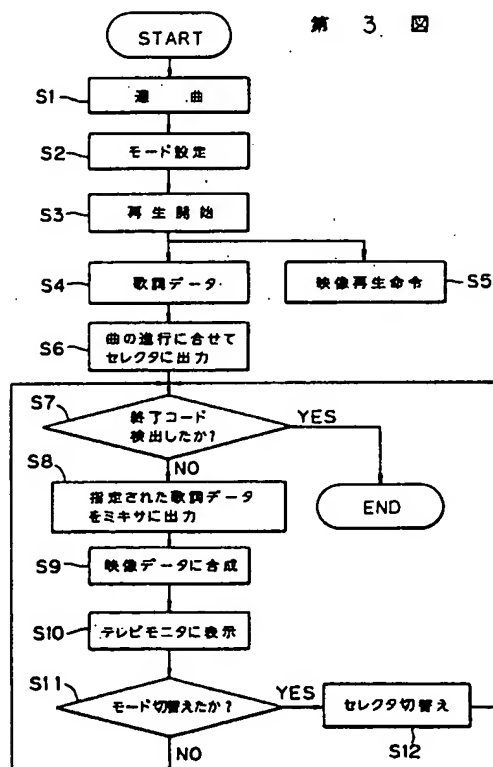 第 3. 図
START
S1
選 曲
S2
モード設定
S3
再生開始
S4
歌詞データ
映像再生命令
S5
S6
曲の進行に合せて
セレクタに出力
S7
終了コード
検出したか?
YES
NO
END
S8
指定された歌詞データ
をミキサに出力
S9
映像データに合成
S10
テレビモニタに表示
S11
モード切替えたか?
YES
NO
セレクタ切替え
S12